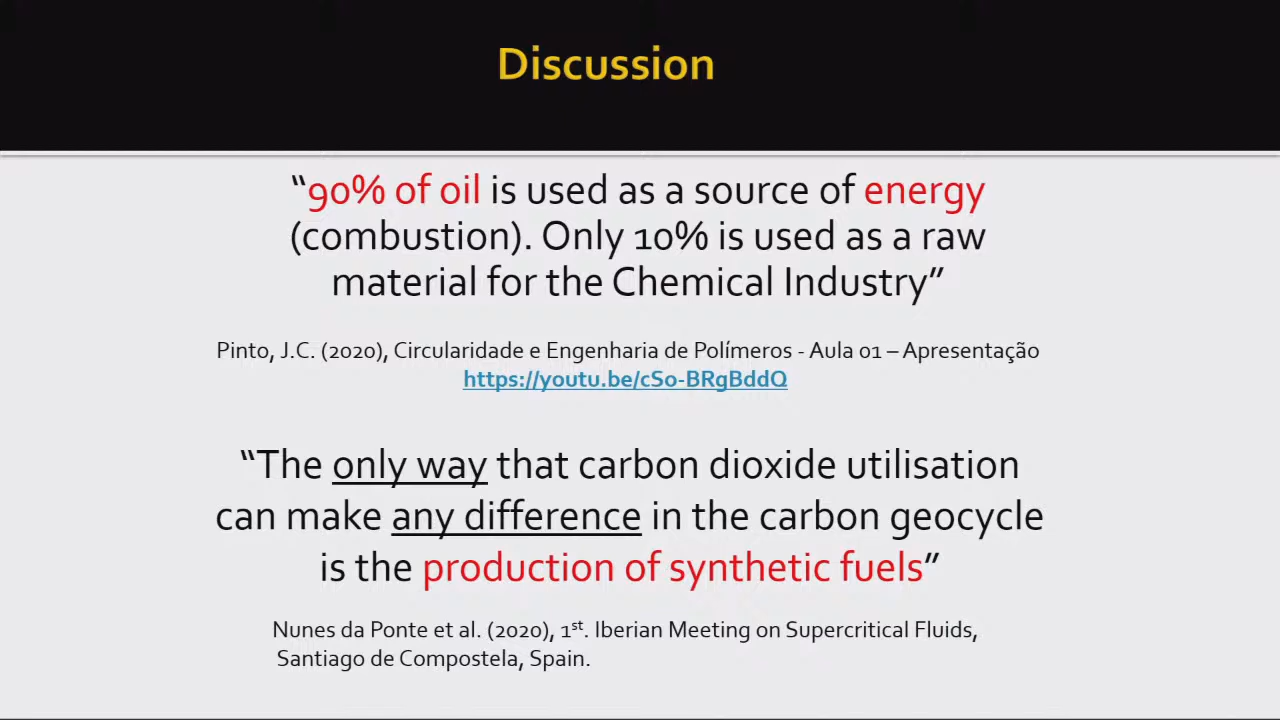 Discussion
“90% of oil is used as a source of energy
(combustion). Only 10% is used as a raw
material for the Chemical Industry”
Pinto, J.C. (2020), Circularidade e Engenharia de Polímeros - Aula 01 – Apresentação
https://youtu.be/cSo-BRgBddQ
“The only way that carbon dioxide utilisation
can make any difference in the carbon geocycle
is the production of synthetic fuels”
Nunes da Ponte et al. (2020), 1st. Iberian Meeting on Supercritical Fluids,
Santiago de Compostela, Spain.